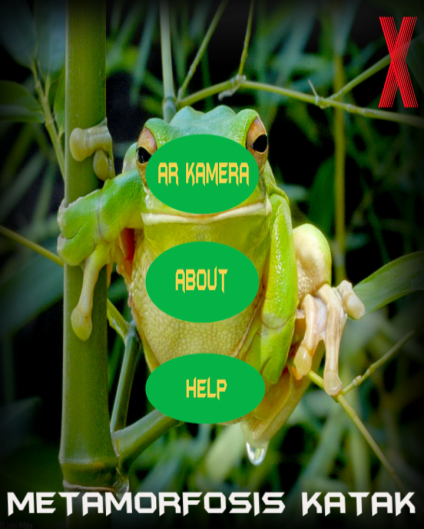 X
AR KAMERA
ABOUT
HELP
METAMORFOSIS KATAK